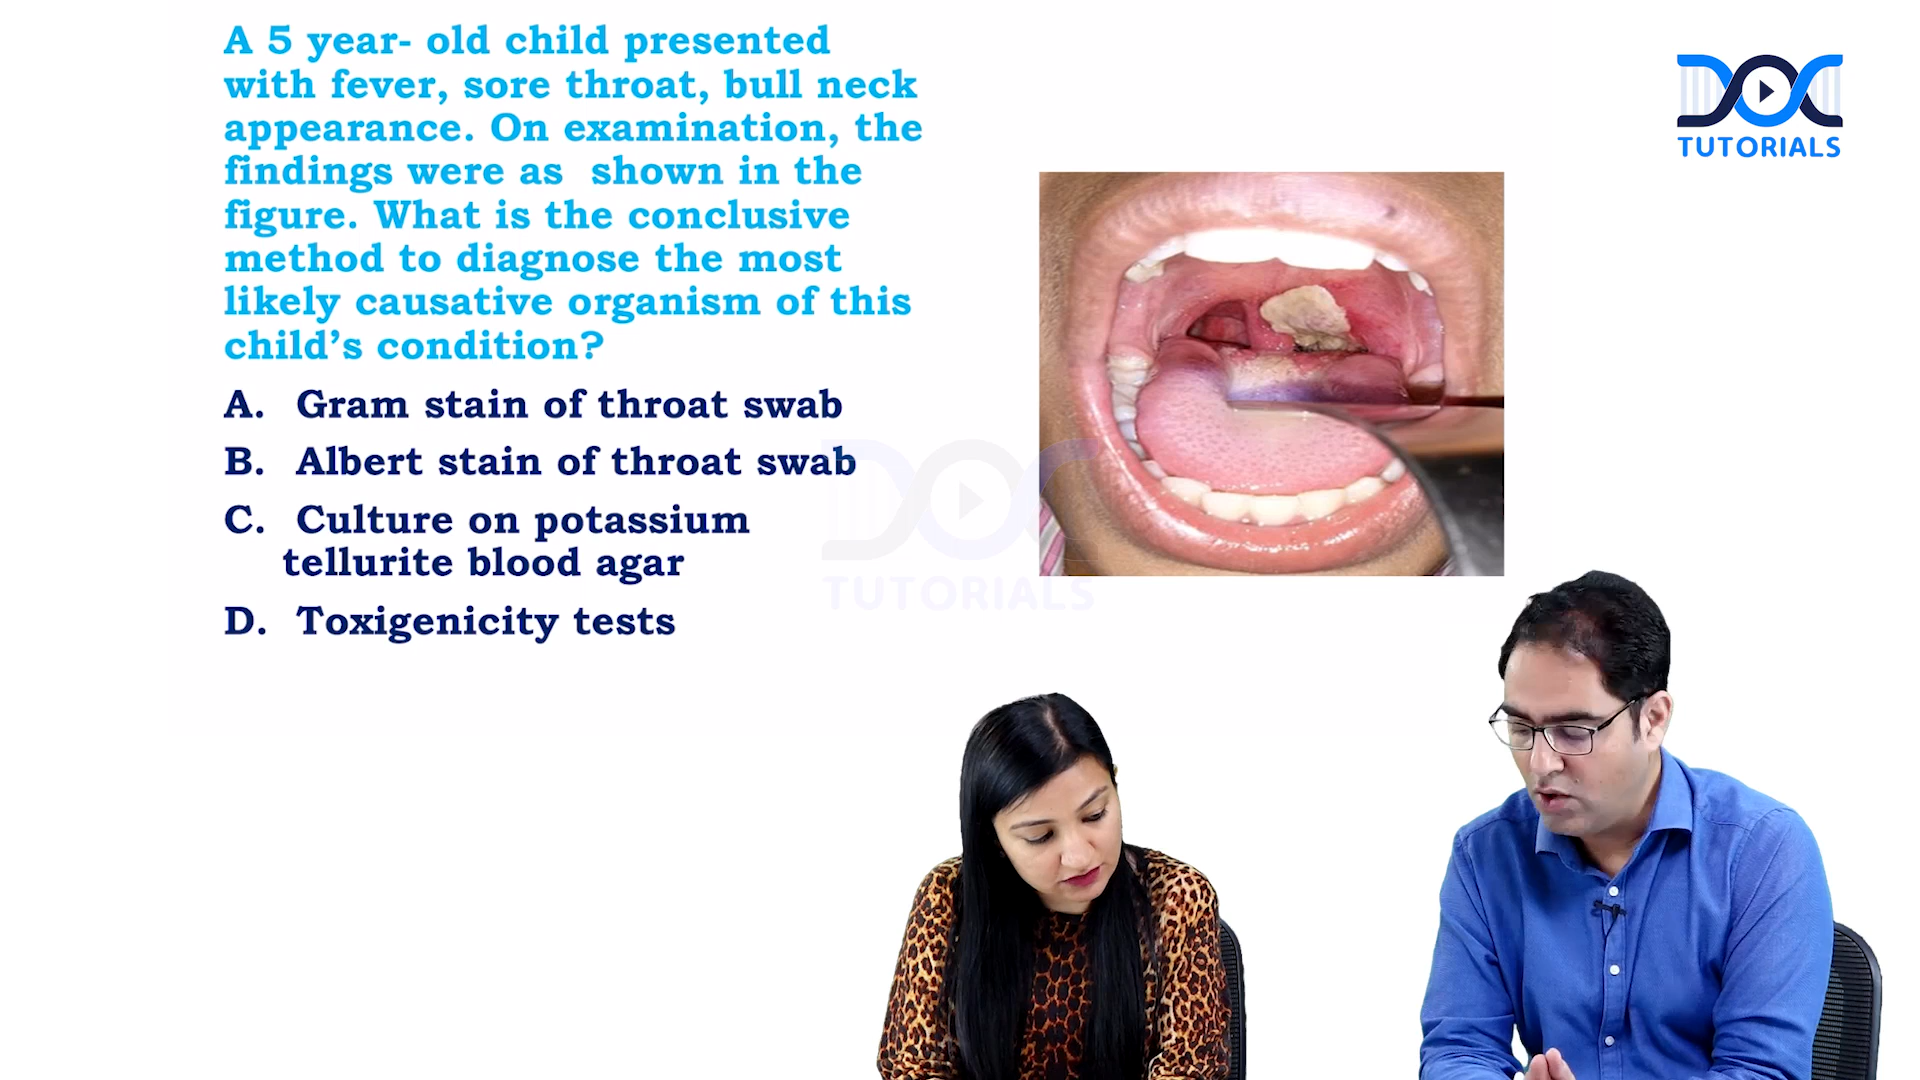 A 5 year- old child presented
with fever, sore throat, bull neck
appearance. On examination, the
findings were as shown in the
figure. What is the conclusive
method to diagnose the most
likely causative organism of this
child's condition?
A. Gram stain of throat swab
B. Albert stain of throat swab
C. Culture on potassium
tellurite blood agar
D. Toxigenicity tests
DOC
TUTORIALS
DOC
TUTORIALS